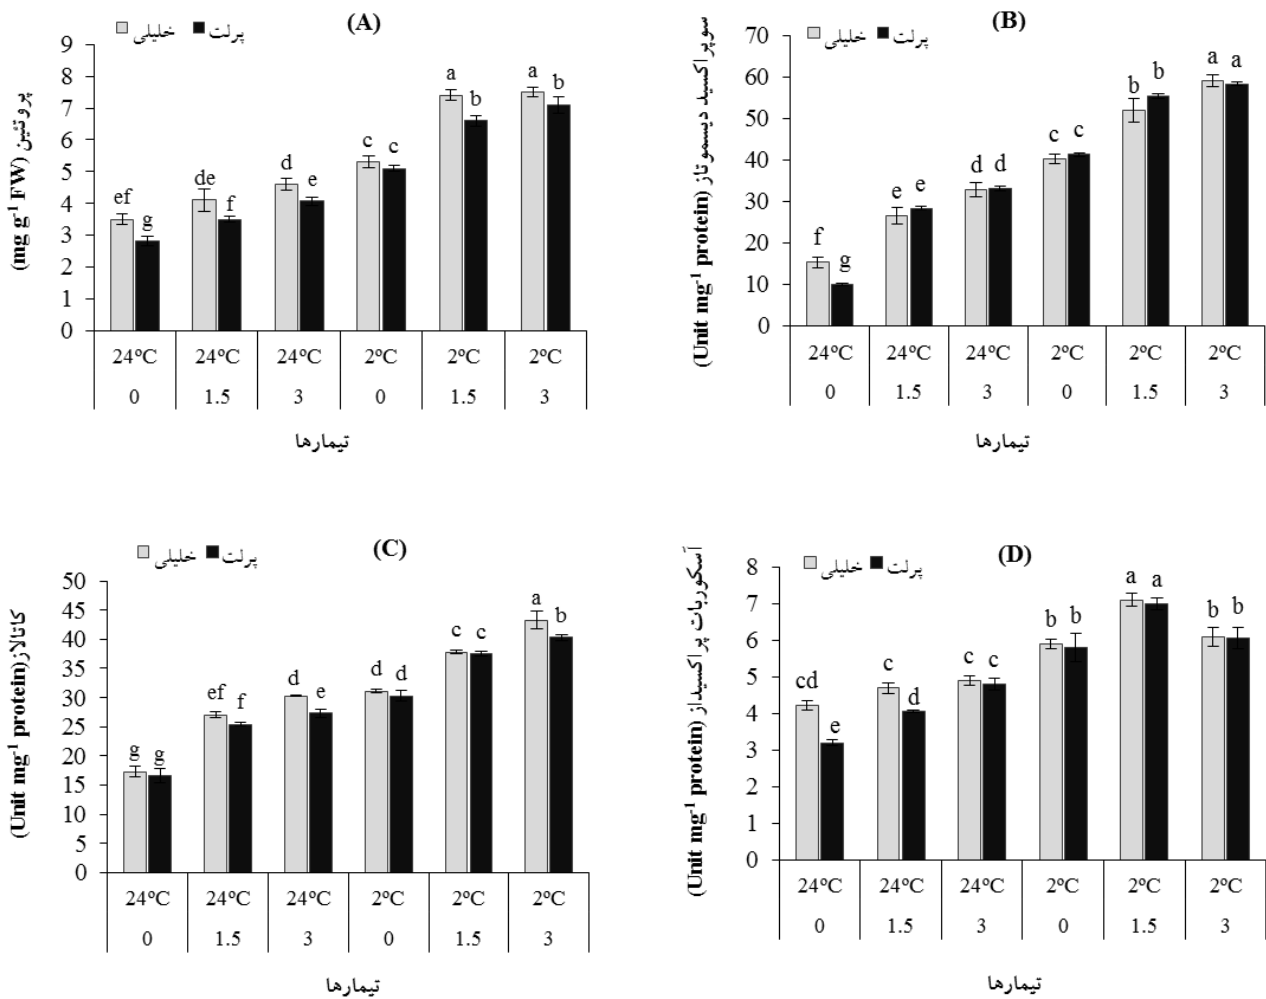 (A)
خلیلی پرلت
پروتئین (mg g⁻¹ FW)
9
8
7
6
5
4
3
2
1
0
ef g de f d e c c a b a b
24ºC 24ºC 24ºC 2ºC 2ºC 2ºC
0 1.5 3 0 1.5 3
تیمارها
(B)
خلیلی پرلت
سوپراکسید دیسموتاز (Unit mg⁻¹ protein)
70
60
50
40
30
20
10
0
f g e e d d c c b b a a
24ºC 24ºC 24ºC 2ºC 2ºC 2ºC
0 1.5 3 0 1.5 3
تیمارها
(C)
خلیلی پرلت
کاتالاز (Unit mg⁻¹ protein)
50
45
40
35
30
25
20
15
10
5
0
g g ef f d e d d c c a b
24ºC 24ºC 24ºC 2ºC 2ºC 2ºC
0 1.5 3 0 1.5 3
تیمارها
(D)
خلیلی پرلت
آسکوربات پراکسیداز (Unit mg⁻¹ protein)
8
7
6
5
4
3
2
1
0
cd e c d c c b b a a b b
24ºC 24ºC 24ºC 2ºC 2ºC 2ºC
0 1.5 3 0 1.5 3
تیمارها